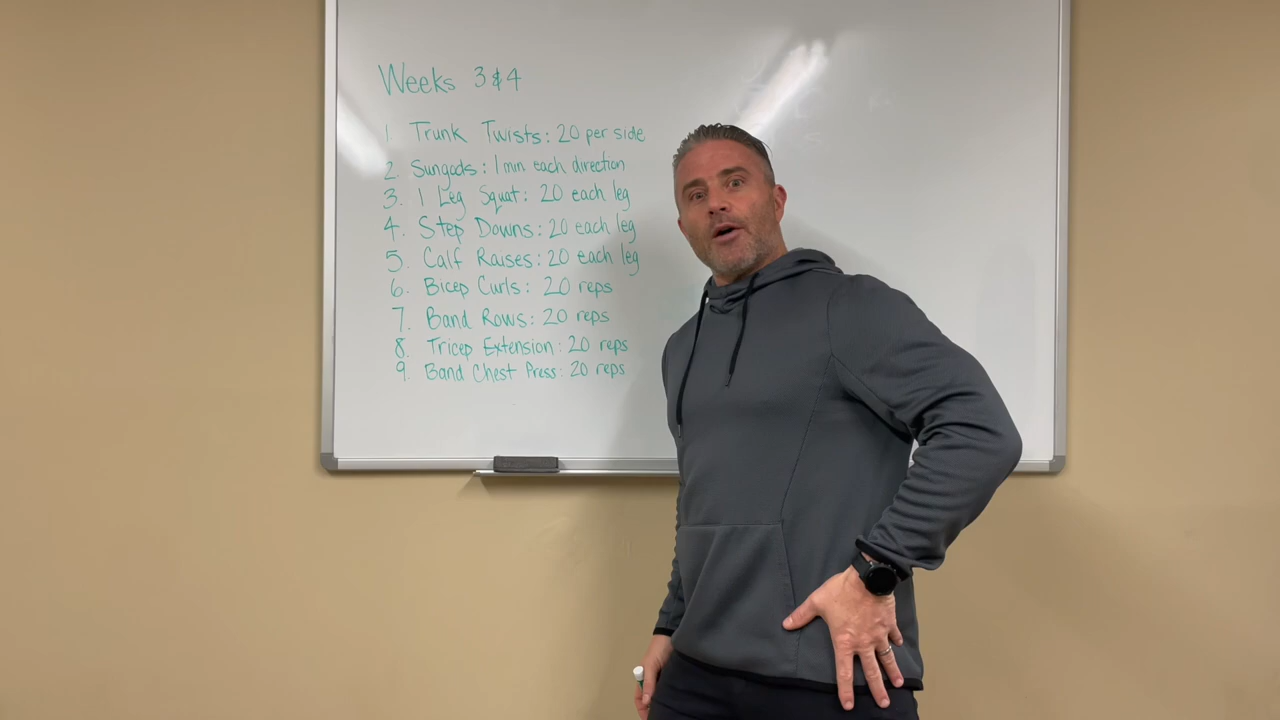 Weeks 3&4
1. Trunk Twists: 20 per side
2. Sungods: 1 min each direction
3. 1 Leg Squat: 20 each leg
4. Step Downs: 20 each leg
5. Calf Raises: 20 each leg
6. Bicep Curls: 20 reps
7. Band Rows: 20 reps
8. Tricep Extension: 20 reps
9. Band Chest Press: 20 reps